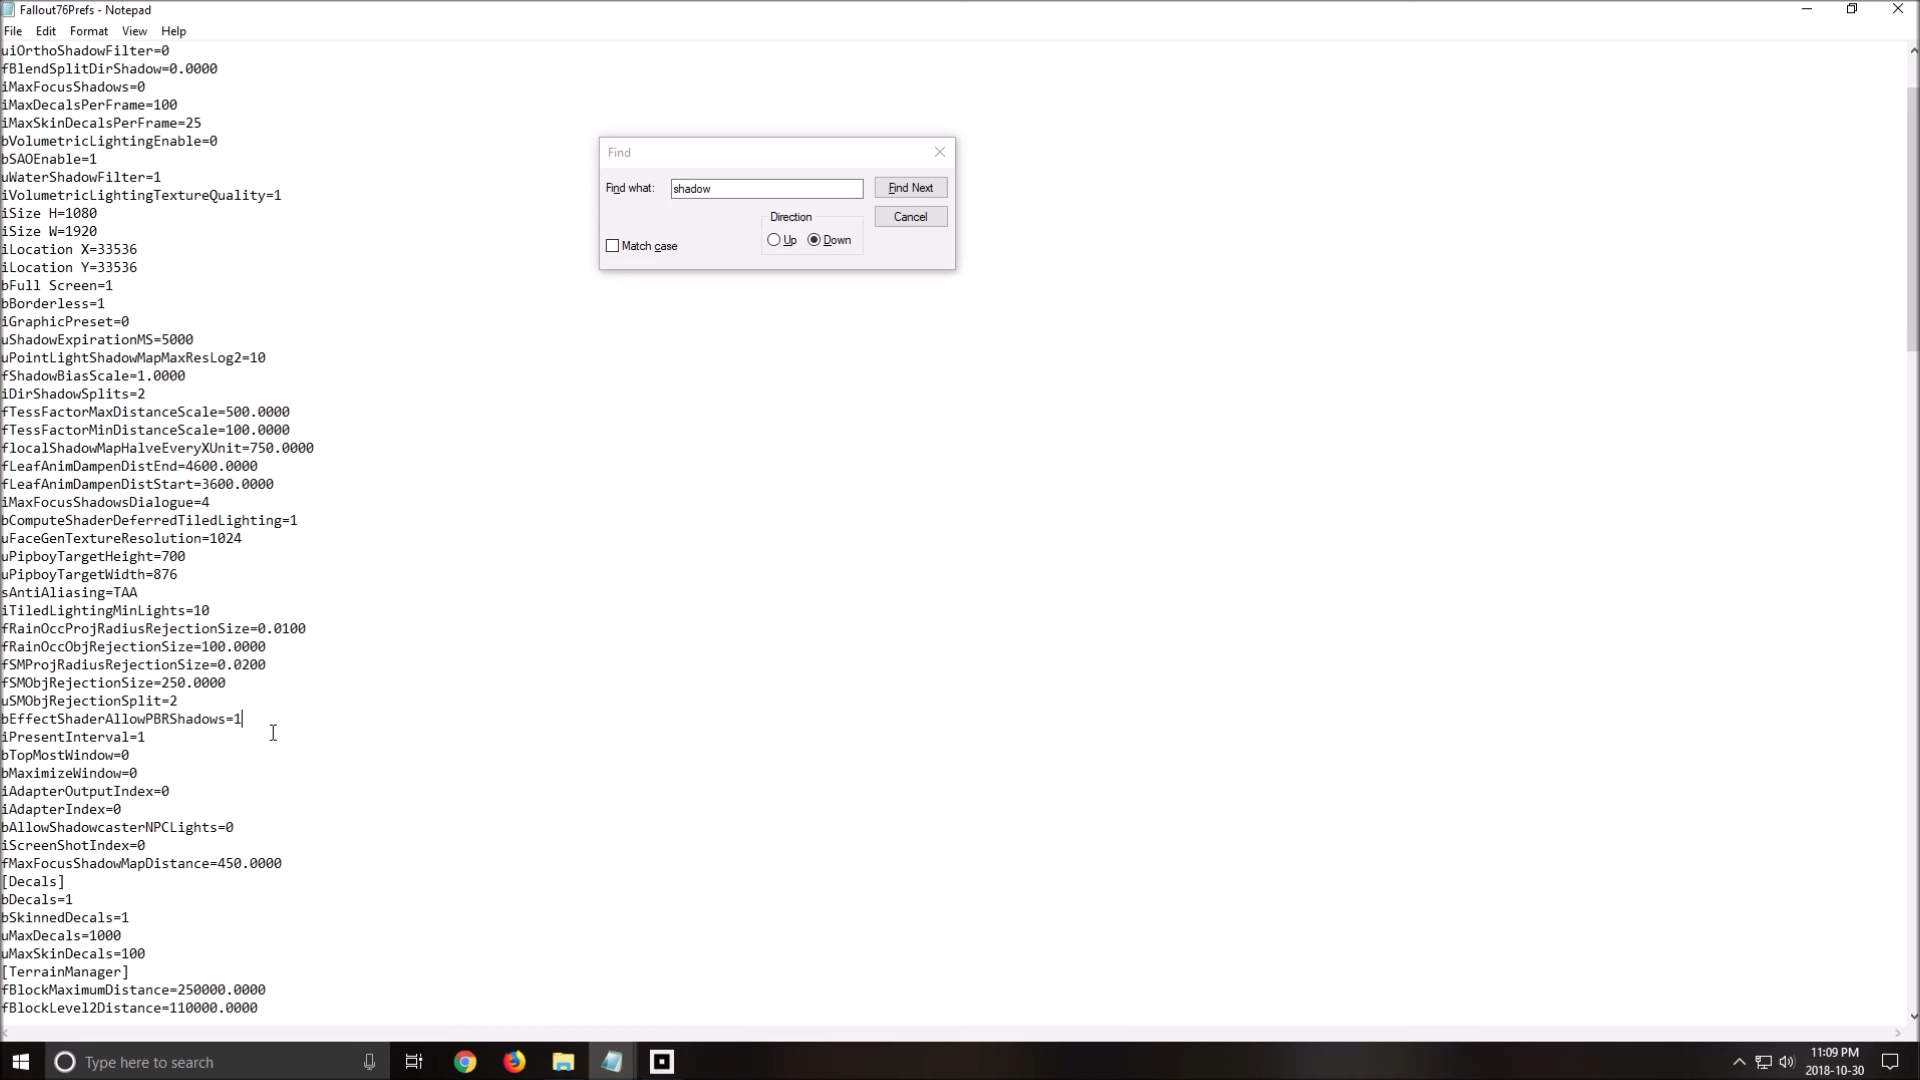 Fallout76Prefs - Notepad
File Edit Format View Help
uiOrthoShadowFilter=0
fBlendSplitDirShadow=0.0000
iMaxFocusShadows=0
iMaxDecalsPerFrame=100
iMaxSkinDecalsPerFrame=25
bVolumetricLightingEnable=0
bSAOEnable=1
uWaterShadowFilter=1
iVolumetricLightingTextureQuality=1
iSize H=1080
iSize W=1920
iLocation X=33536
iLocation Y=33536
bFull Screen=1
bBorderless=1
iGraphicPreset=0
uShadowExpirationMS=5000
uPointLightShadowMapMaxResLog2=10
fShadowBiasScale=1.0000
iDirShadowSplits=2
fTessFactorMaxDistanceScale=500.0000
fTessFactorMinDistanceScale=100.0000
flocalShadowMapHalveEveryXUnit=750.0000
fLeafAnimDampenDistEnd=4600.0000
fLeafAnimDampenDistStart=3600.0000
iMaxFocusShadowsDialogue=4
bComputeShaderDeferredTiledLighting=1
uFaceGenTextureResolution=1024
uPipboyTargetHeight=700
uPipboyTargetWidth=876
sAntiAliasing=TAA
iTiledLightingMinLights=10
fRainOccProjRadiusRejectionSize=0.0100
fRainOccObjRejectionSize=100.0000
fSMProjRadiusRejectionSize=0.0200
fSMObjRejectionSize=250.0000
uSMObjRejectionSplit=2
bEffectShaderAllowPBRShadows=1
iPresentInterval=1
bTopMostWindow=0
bMaximizeWindow=0
iAdapterOutputIndex=0
iAdapterIndex=0
bAllowShadowcasterNPCLights=0
iScreenShotIndex=0
fMaxFocusShadowMapDistance=450.0000
[Decals]
bDecals=1
bSkinnedDecals=1
uMaxDecals=1000
uMaxSkinDecals=100
[TerrainManager]
fBlockMaximumDistance=250000.0000
fBlockLevel2Distance=110000.0000
Find
Find what: shadow Find Next
Direction Cancel
Match case Up Down
Type here to search
11:09 PM
2018-10-30